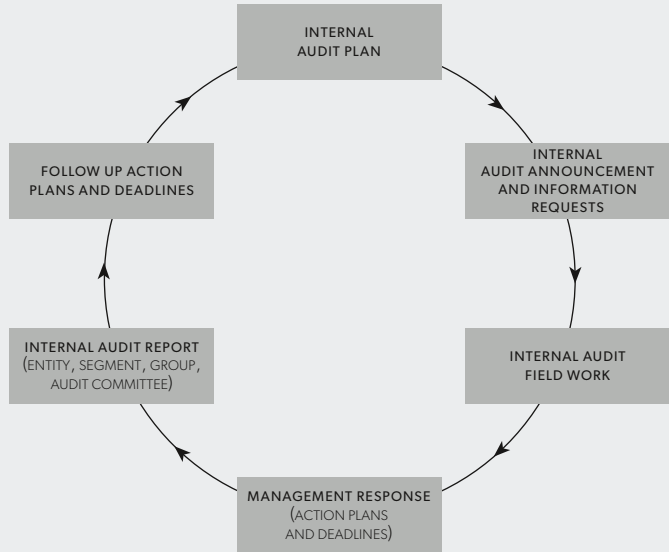 INTERNAL
AUDIT PLAN
INTERNAL
AUDIT ANNOUNCEMENT
AND INFORMATION
REQUESTS
INTERNAL AUDIT
FIELD WORK
MANAGEMENT RESPONSE
(ACTION PLANS
AND DEADLINES)
INTERNAL AUDIT REPORT
(ENTITY, SEGMENT, GROUP,
AUDIT COMMITTEE)
FOLLOW UP ACTION
PLANS AND DEADLINES